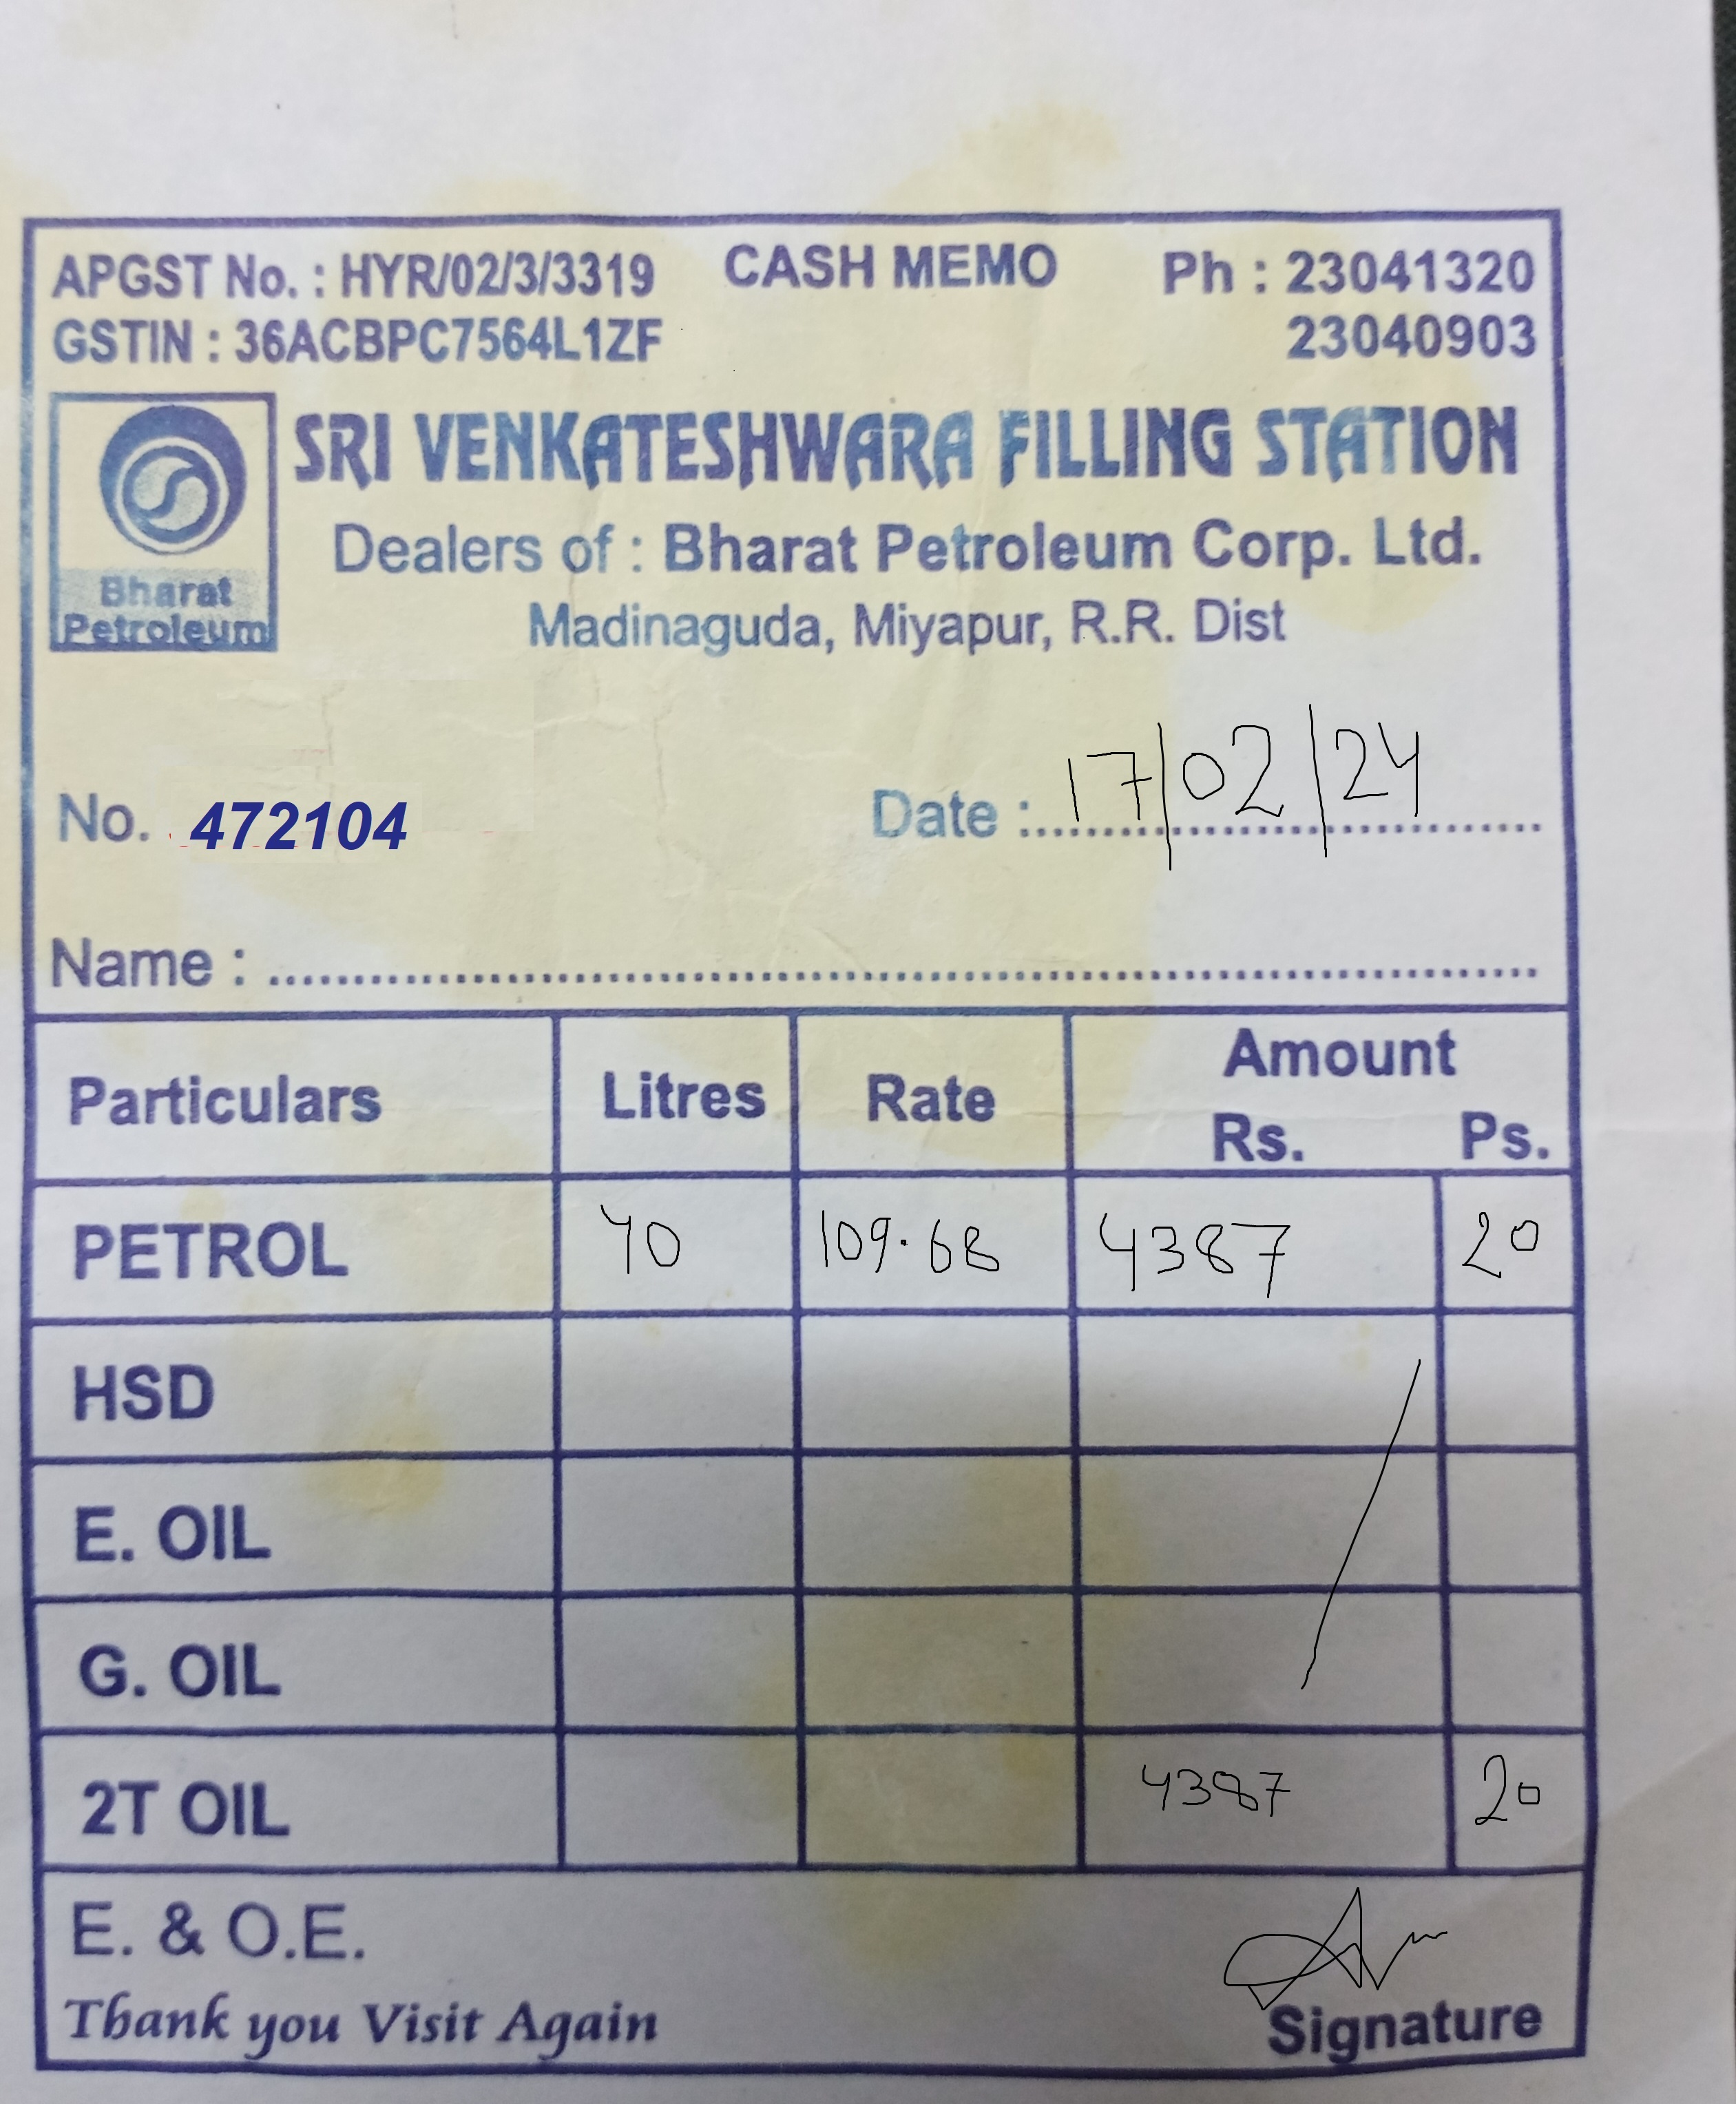 APGST No. : HYR/02/3/3319 CASH MEMO Ph : 23041320
GSTIN : 36ACBPC7564L1ZF 23040903
SRI VENKATESHWARA FILLING STATION
Bharat
Petroleum
Dealers of : Bharat Petroleum Corp. Ltd.
Madinaguda, Miyapur, R.R. Dist
No. 472104 Date : 17/02/24
Name :
Particulars Litres Rate Amount
Rs. Ps.
PETROL 40 109.68 4387 20
HSD
E. OIL
G. OIL
2T OIL 4387 20
E. & O.E.
Thank you Visit Again Signature